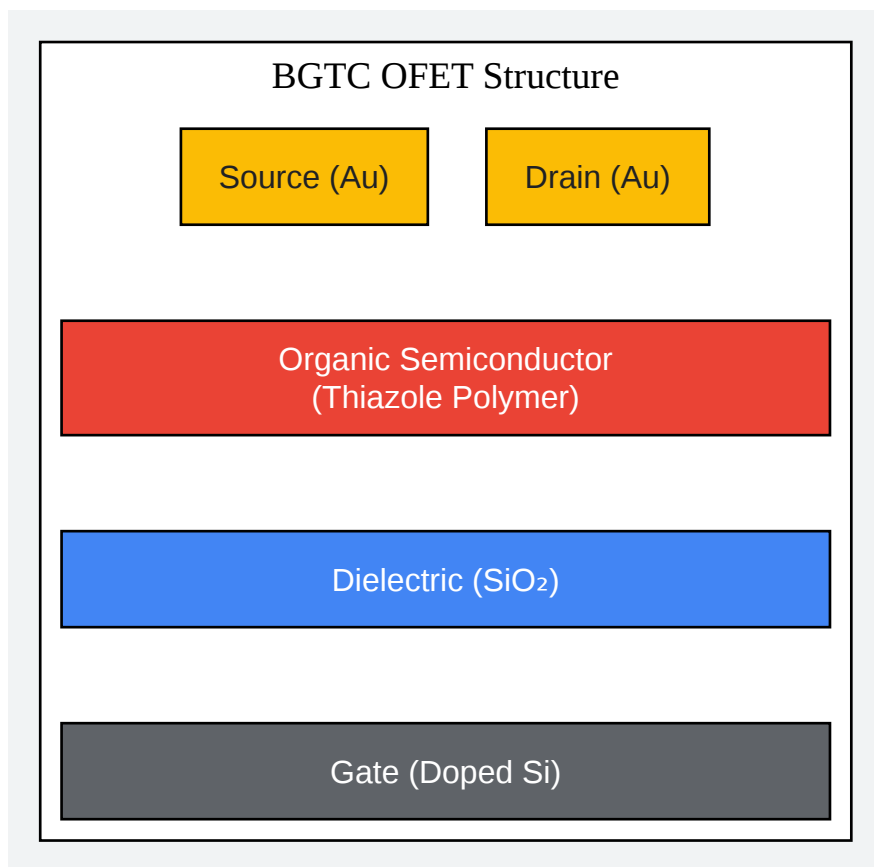 BGTC OFET Structure
Source (Au)
Drain (Au)
Organic Semiconductor
(Thiazole Polymer)
Dielectric (SiO₂)
Gate (Doped Si)